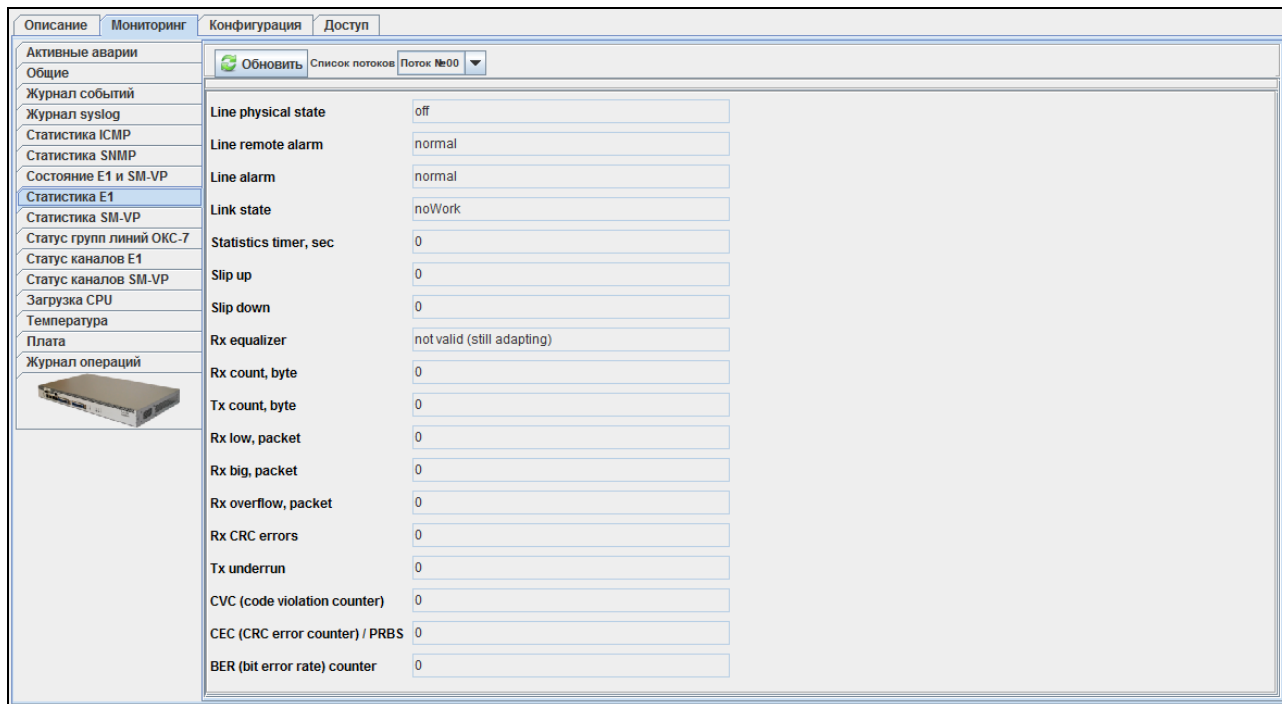 Описание Мониторинг Конфигурация Доступ
Активные аварии
Общие
Журнал событий
Журнал syslog
Статистика ICMP
Статистика SNMP
Состояние E1 и SM-VP
Статистика E1
Статистика SM-VP
Статус групп линий ОКС-7
Статус каналов E1
Статус каналов SM-VP
Загрузка CPU
Температура
Плата
Журнал операций
Обновить Список потоков Поток №00
Line physical state off
Line remote alarm normal
Line alarm normal
Link state noWork
Statistics timer, sec 0
Slip up 0
Slip down 0
Rx equalizer not valid (still adapting)
Rx count, byte 0
Tx count, byte 0
Rx low, packet 0
Rx big, packet 0
Rx overflow, packet 0
Rx CRC errors 0
Tx underrun 0
CVC (code violation counter) 0
CEC (CRC error counter) / PRBS 0
BER (bit error rate) counter 0